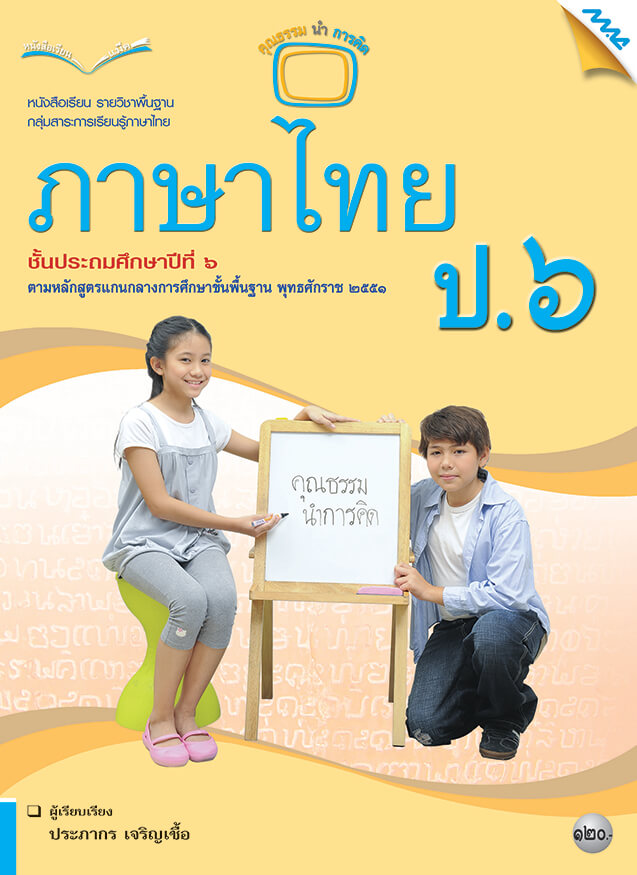 หนังสือเรียน แม็ค
คุณธรรม นำ การคิด
แม็ค
หนังสือเรียน รายวิชาพื้นฐาน
กลุ่มสาระการเรียนรู้ภาษาไทย
ภาษาไทย
ชั้นประถมศึกษาปีที่ ๖
ป.๖
ตามหลักสูตรแกนกลางการศึกษาขั้นพื้นฐาน พุทธศักราช ๒๕๕๑
คุณธรรม
นำการคิด
ผู้เรียบเรียง
ประภากร เจริญเชื้อ
๑๒๐.-